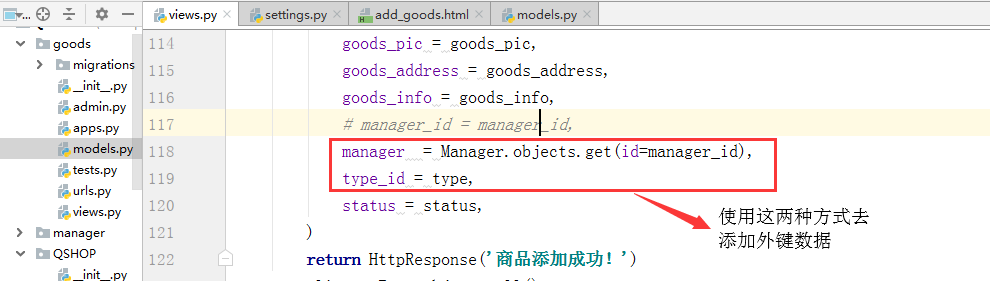 views.py
settings.py
add_goods.html
models.py
goods
migrations
__init__.py
admin.py
apps.py
models.py
tests.py
urls.py
views.py
manager
QSHOP
__init__.py
114 goods_pic = goods_pic,
115 goods_address = goods_address,
116 goods_info = goods_info,
117 # manager_id = manager_id,
118 manager  = Manager.objects.get(id=manager_id),
119 type_id = type,
120 status = status,
121 )
122 return HttpResponse('商品添加成功！')
使用这两种方式去
添加外键数据